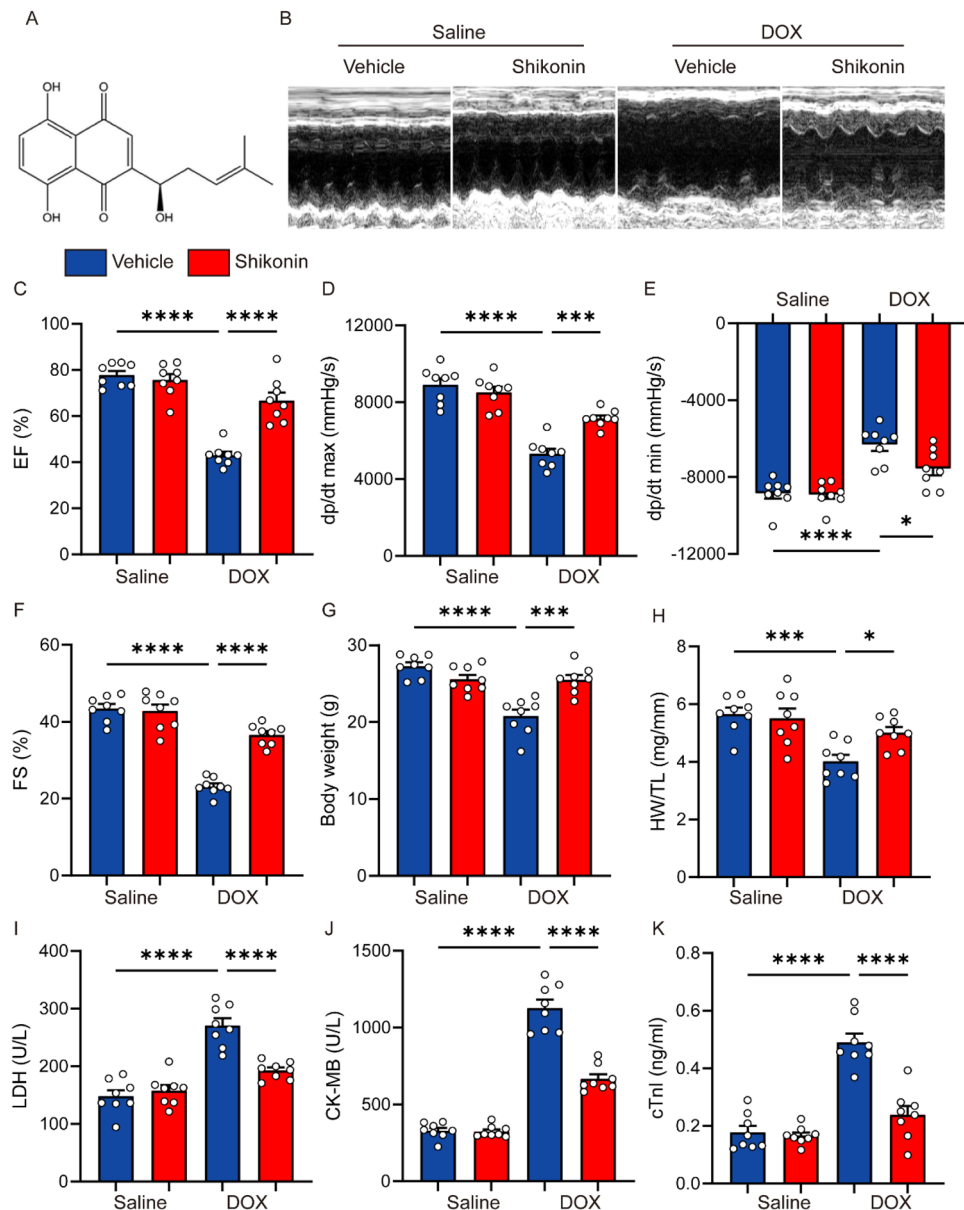 A
OH
O
O
OH
OH
B
Saline
DOX
Vehicle
Shikonin
Vehicle
Shikonin
Vehicle
Shikonin
C
EF (%)
100
80
60
40
20
0
****
****
Saline
DOX
D
dp/dt max (mmHg/s)
12000
8000
4000
0
****
***
Saline
DOX
E
Saline
DOX
dp/dt min (mmHg/s)
0
-4000
-8000
-12000
****
*
F
FS (%)
60
40
20
0
****
****
Saline
DOX
G
Body weight (g)
30
20
10
0
****
***
Saline
DOX
H
HW/TL (mg/mm)
8
6
4
2
0
***
*
Saline
DOX
I
LDH (U/L)
400
300
200
100
0
****
****
Saline
DOX
J
CK-MB (U/L)
1500
1000
500
0
****
****
Saline
DOX
K
cTnI (ng/ml)
0.8
0.6
0.4
0.2
0.0
****
****
Saline
DOX